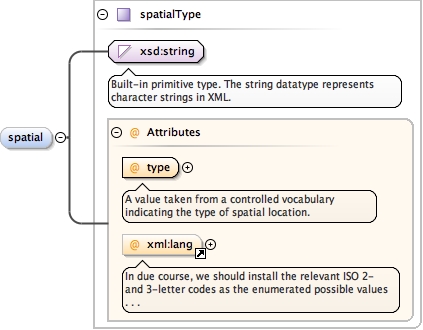 spatialType
xsd:string
Built-in primitive type. The string datatype represents
character strings in XML.
spatial
@ Attributes
@ type
A value taken from a controlled vocabulary
indicating the type of spatial location.
@ xml:lang
In due course, we should install the relevant ISO 2-
and 3-letter codes as the enumerated possible values
. . .